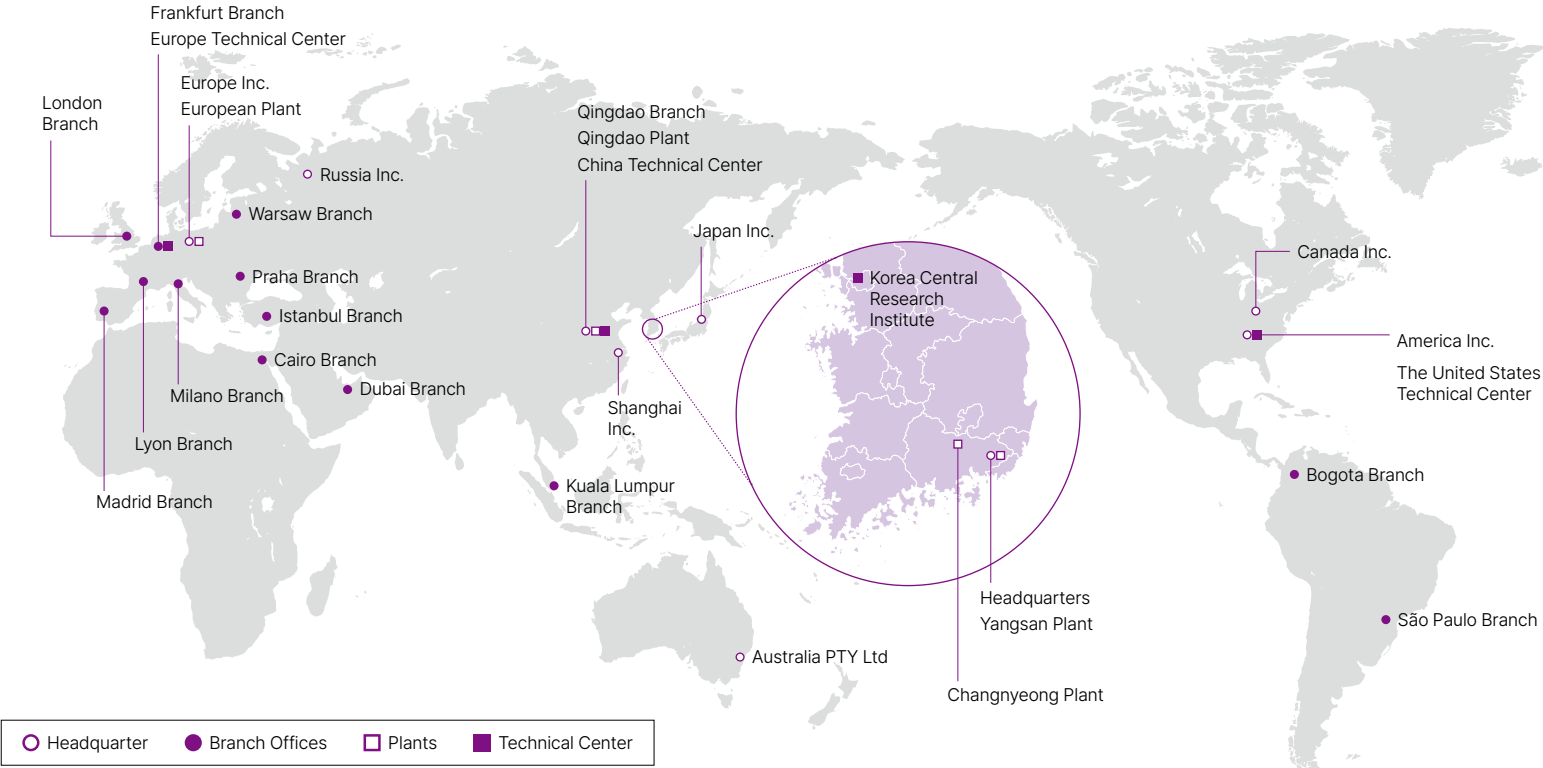 Frankfurt Branch
Europe Technical Center
Europe Inc.
European Plant
London
Branch
Qingdao Branch
Qingdao Plant
China Technical Center
Russia Inc.
Warsaw Branch
Japan Inc.
Canada Inc.
Praha Branch
Korea Central
Research
Institute
Istanbul Branch
America Inc.
The United States
Technical Center
Cairo Branch
Dubai Branch
Milano Branch
Shanghai
Inc.
Lyon Branch
Bogota Branch
Kuala Lumpur
Branch
Madrid Branch
Headquarters
Yangsan Plant
São Paulo Branch
Australia PTY Ltd
Changnyeong Plant
Headquarter
Branch Offices
Plants
Technical Center